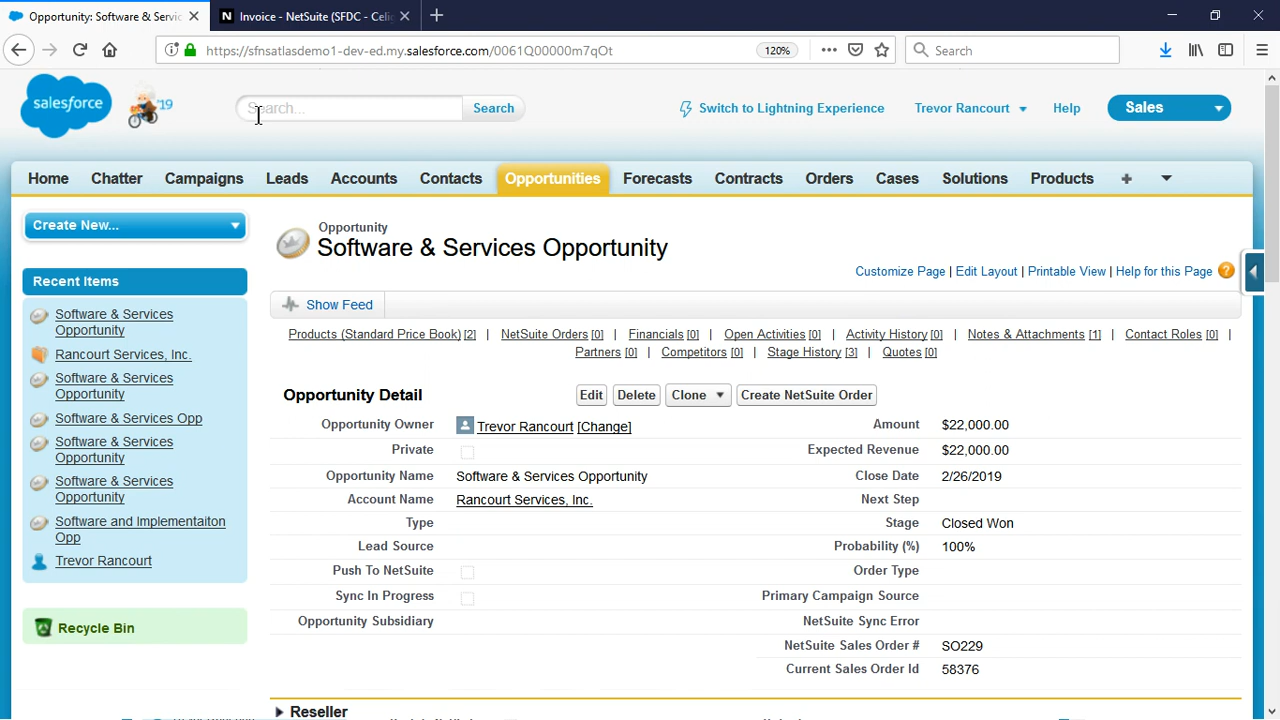 Opportunity: Software & Servic
Invoice - NetSuite (SFDC - Celig
https://sfnsatlasdemo1-dev-ed.my.salesforce.com/0061Q00000m7qOt
120%
Search
salesforce
'19
Search...
Search
Switch to Lightning Experience
Trevor Rancourt
Help
Sales
Home
Chatter
Campaigns
Leads
Accounts
Contacts
Opportunities
Forecasts
Contracts
Orders
Cases
Solutions
Products
+
Create New...
Recent Items
Software & Services
Opportunity
Rancourt Services, Inc.
Software & Services
Opportunity
Software & Services Opp
Software & Services
Opportunity
Software & Services
Opportunity
Software and Implementaiton
Opp
Trevor Rancourt
Recycle Bin
Opportunity
Software & Services Opportunity
Customize Page | Edit Layout | Printable View | Help for this Page ?
Show Feed
Products (Standard Price Book) [2] | NetSuite Orders [0] | Financials [0] | Open Activities [0] | Activity History [0] | Notes & Attachments [1] | Contact Roles [0] |
Partners [0] | Competitors [0] | Stage History [3] | Quotes [0]
Opportunity Detail
Edit
Delete
Clone
Create NetSuite Order
Opportunity Owner Trevor Rancourt [Change] Amount $22,000.00
Private Expected Revenue $22,000.00
Opportunity Name Software & Services Opportunity Close Date 2/26/2019
Account Name Rancourt Services, Inc. Next Step
Type Stage Closed Won
Lead Source Probability (%) 100%
Push To NetSuite Order Type
Sync In Progress Primary Campaign Source
Opportunity Subsidiary NetSuite Sync Error
NetSuite Sales Order # SO229
Current Sales Order Id 58376
Reseller